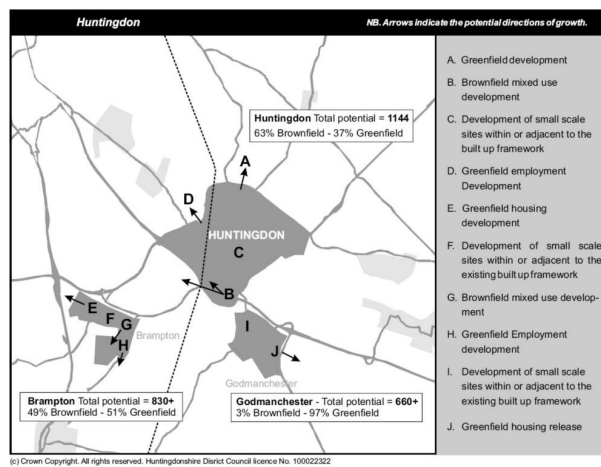 Huntingdon
NB. Arrows indicate the potential directions of growth.
Huntingdon Total potential = 1144
63% Brownfield - 37% Greenfield
A
D
HUNTINGDON
C
B
E
F
G
Brampton
H
I
J
Godmanchester
Brampton Total potential = 830+
49% Brownfield - 51% Greenfield
Godmanchester - Total potential = 660+
3% Brownfield - 97% Greenfield
A. Greenfield development
B. Brownfield mixed use
development
C. Development of small scale
sites within or adjacent to the
built up framework
D. Greenfield employment
Development
E. Greenfield housing
development
F. Development of small scale
sites within or adjacent to the
existing built up framework
G. Brownfield mixed use develop-
ment
H. Greenfield Employment
development
I. Development of small scale
sites within or adjacent to the
existing built up framework
J. Greenfield housing release
(c) Crown Copyright. All rights reserved. Huntingdonshire Disrict Council licence No. 100022322